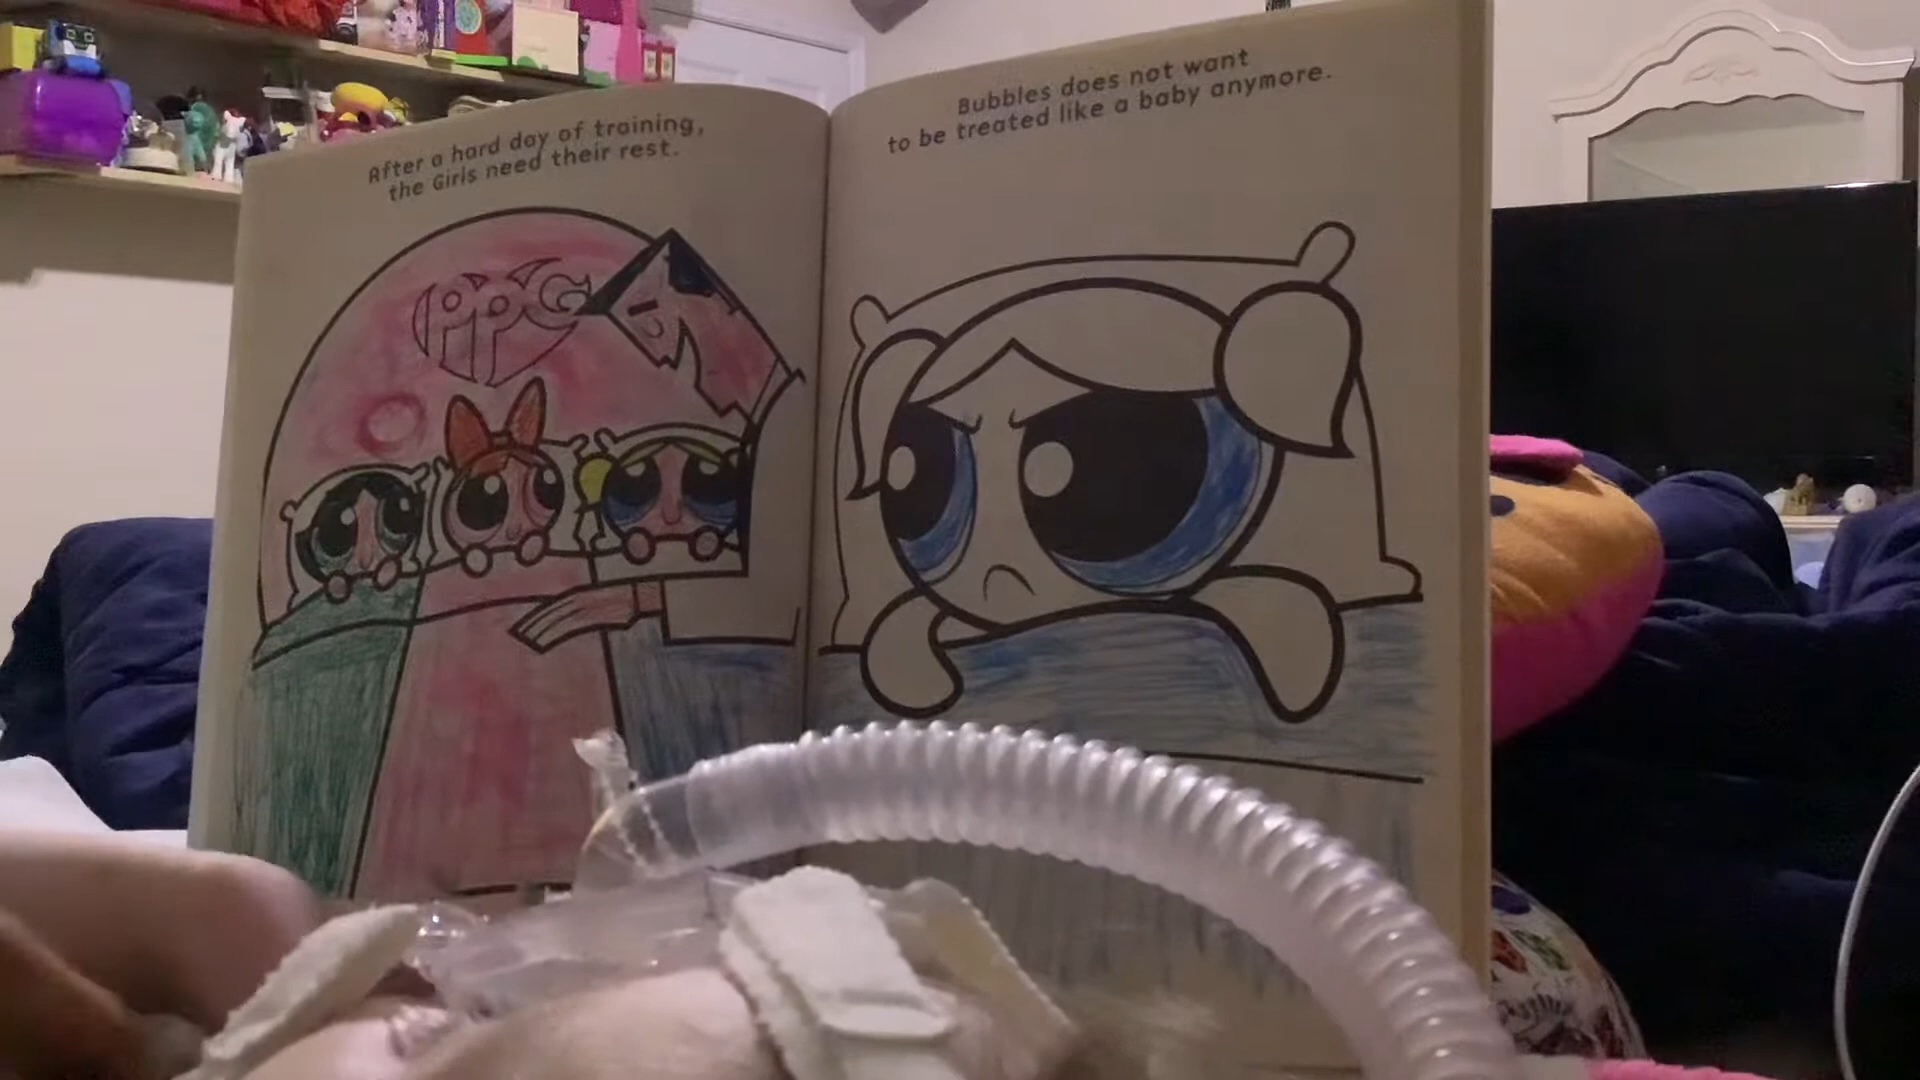 After a hard day of training,
the Girls need their rest.
PPG
Bubbles does not want
to be treated like a baby anymore.